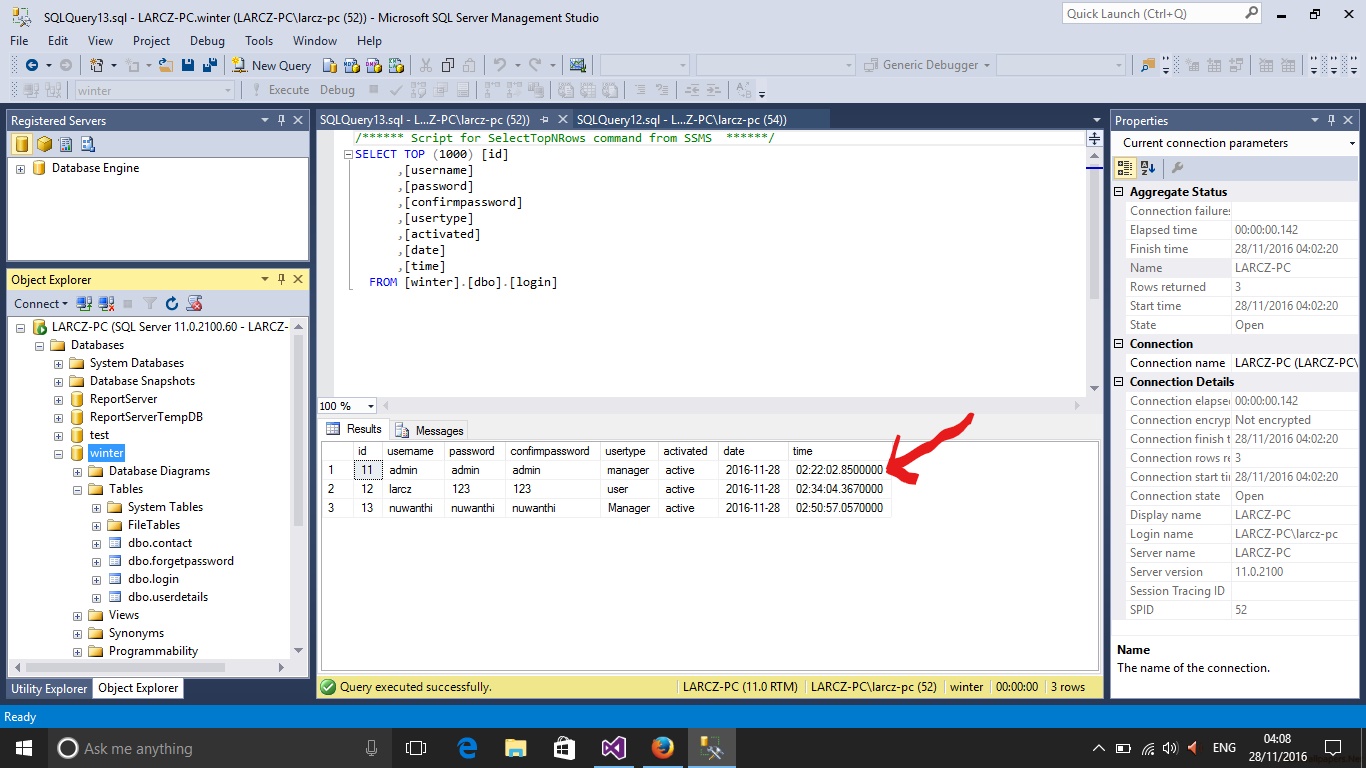 SQLQuery13.sql - LARCZ-PC.winter (LARCZ-PC\larcz-pc (52)) - Microsoft SQL Server Management Studio
Quick Launch (Ctrl+Q)
File Edit View Project Debug Tools Window Help
New Query
Generic Debugger
winter
Execute Debug
Registered Servers
Database Engine
Object Explorer
Connect
LARCZ-PC (SQL Server 11.0.2100.60 - LARCZ-
Databases
System Databases
Database Snapshots
ReportServer
ReportServerTempDB
test
winter
Database Diagrams
Tables
System Tables
FileTables
dbo.contact
dbo.forgetpassword
dbo.login
dbo.userdetails
Views
Synonyms
Programmability
Utility Explorer Object Explorer
SQLQuery13.sql - L...Z-PC\larcz-pc (52)) SQLQuery12.sql - L...Z-PC\larcz-pc (54))
/****** Script for SelectTopNRows command from SSMS ******/
SELECT TOP (1000) [id]
,[username]
,[password]
,[confirmpassword]
,[usertype]
,[activated]
,[date]
,[time]
FROM [winter].[dbo].[login]
100 %
Results Messages
id username password confirmpassword usertype activated date time
1 11 admin admin admin manager active 2016-11-28 02:22:02.8500000
2 12 larcz 123 123 user active 2016-11-28 02:34:04.3670000
3 13 nuwanthi nuwanthi nuwanthi Manager active 2016-11-28 02:50:57.0570000
Query executed successfully. LARCZ-PC (11.0 RTM) LARCZ-PC\larcz-pc (52) winter 00:00:00 3 rows
Properties
Current connection parameters
Aggregate Status
Connection failures
Elapsed time 00:00:00.142
Finish time 28/11/2016 04:02:20
Name LARCZ-PC
Rows returned 3
Start time 28/11/2016 04:02:20
State Open
Connection
Connection name LARCZ-PC (LARCZ-PC\
Connection Details
Connection elapse 00:00:00.142
Connection encryp Not encrypted
Connection finish t 28/11/2016 04:02:20
Connection rows re 3
Connection start tii 28/11/2016 04:02:20
Connection state Open
Display name LARCZ-PC
Login name LARCZ-PC\larcz-pc
Server name LARCZ-PC
Server version 11.0.2100
Session Tracing ID
SPID 52
Name
The name of the connection.
Ready
Ask me anything
ENG
04:08
28/11/2016